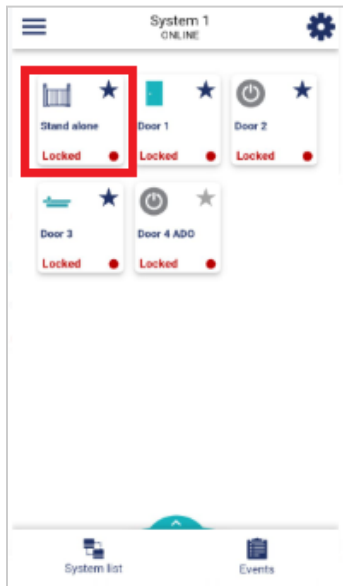 System 1
ONLINE
Stand alone
Locked
Door 1
Locked
Door 2
Locked
Door 3
Locked
Door 4 ADO
Locked
System list
Events